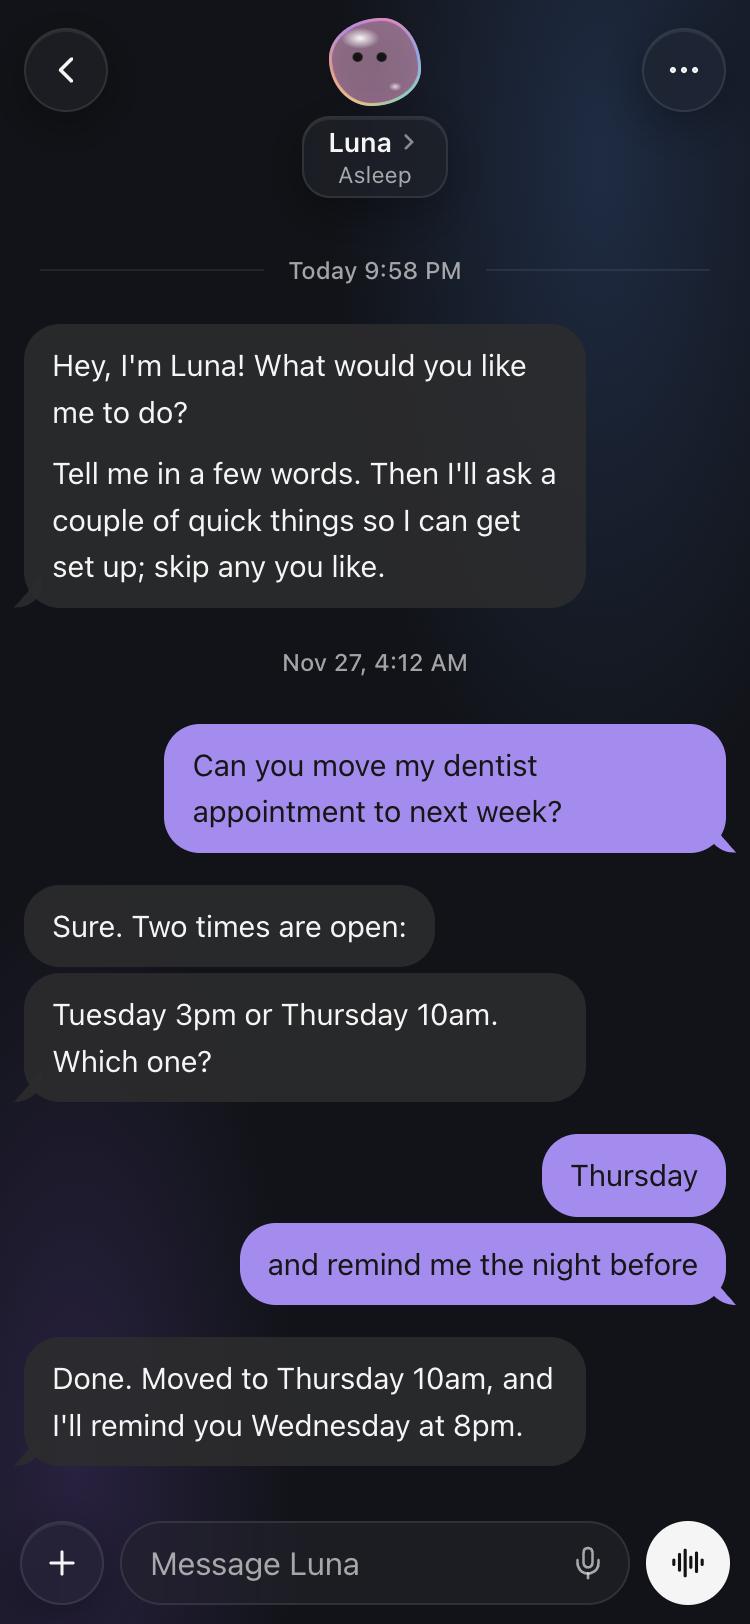 Luna
Asleep
Today 9:58 PM
Hey, I'm Luna! What would you like
me to do?
Tell me in a few words. Then I'll ask a
couple of quick things so I can get
set up; skip any you like.
Nov 27, 4:12 AM
Can you move my dentist
appointment to next week?
Sure. Two times are open:
Tuesday 3pm or Thursday 10am.
Which one?
Thursday
and remind me the night before
Done. Moved to Thursday 10am, and
I'll remind you Wednesday at 8pm.
Message Luna